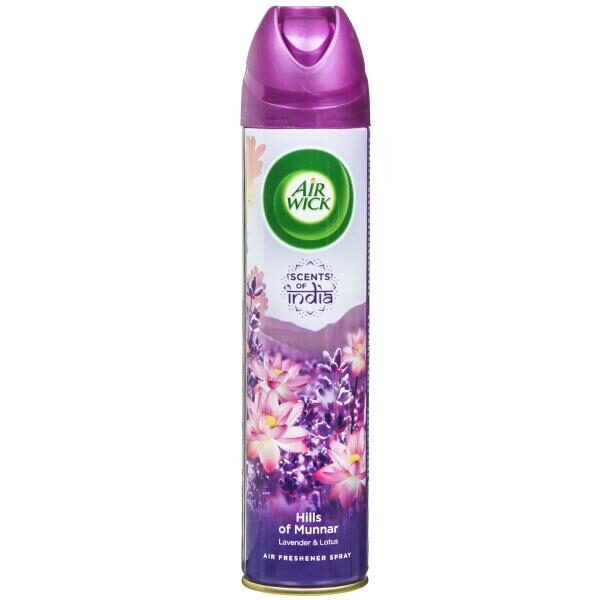 AIR
WICK
SCENTS
OF
india
Hills
of Munnar
Lavender & Lotus
AIR FRESHENER SPRAY